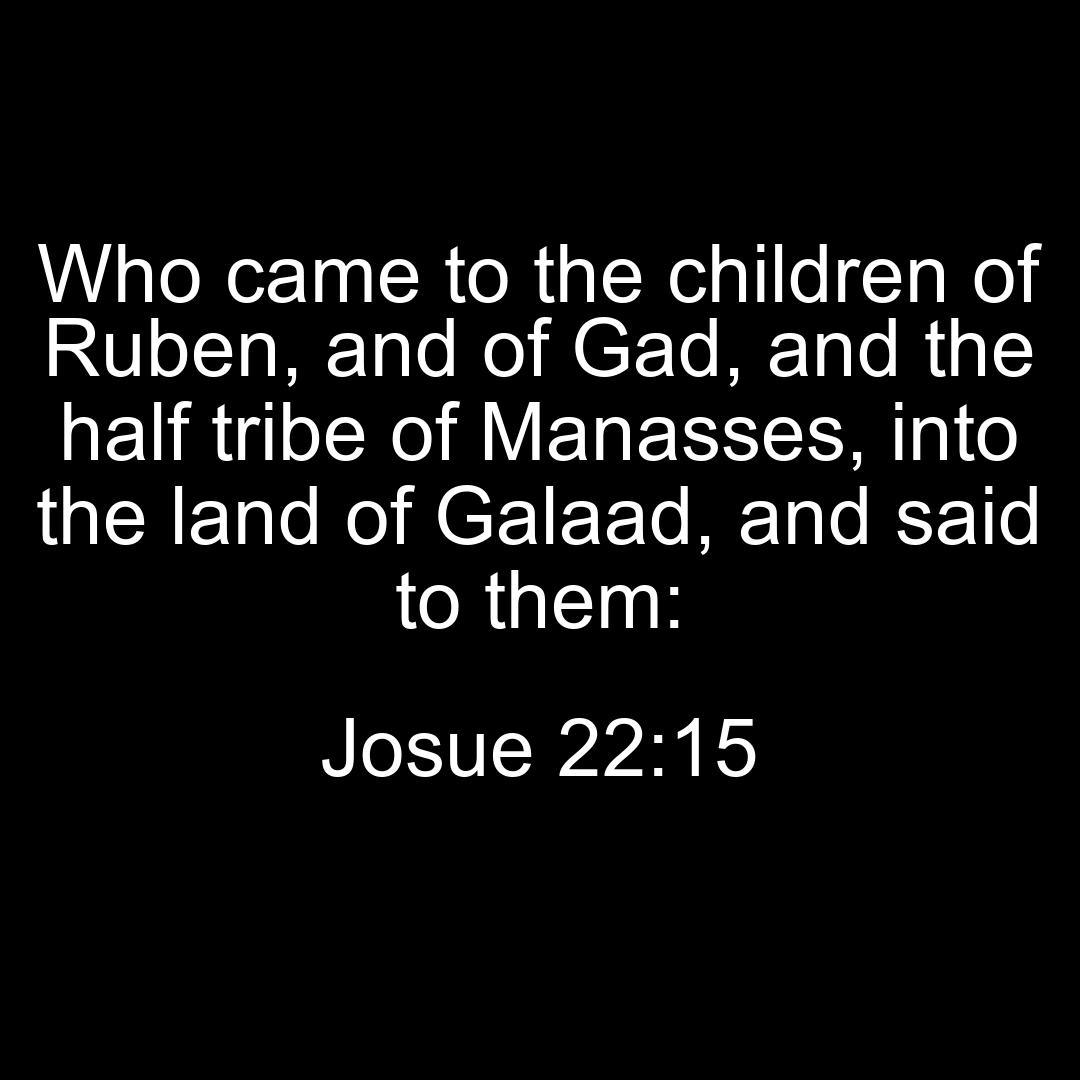 Who came to the children of
Ruben, and of Gad, and the
half tribe of Manasses, into
the land of Galaad, and said
to them:
Josue 22:15